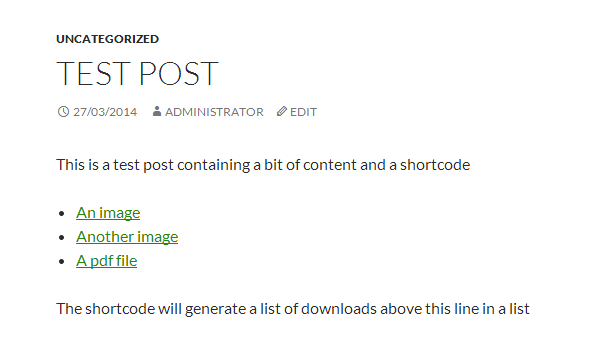 UNCATEGORIZED
TEST POST
27/03/2014 ADMINISTRATOR EDIT
This is a test post containing a bit of content and a shortcode
• An image
• Another image
• A pdf file
The shortcode will generate a list of downloads above this line in a list